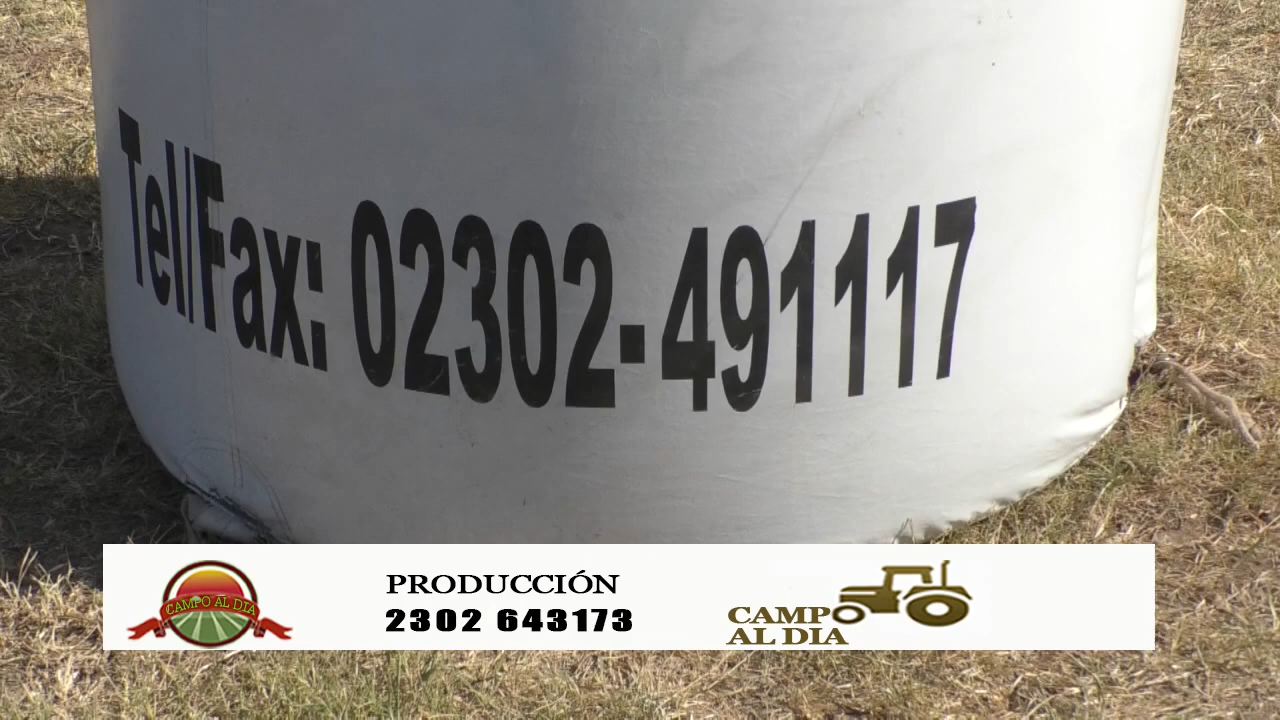 Tel/Fax: 02302-491117
CAMPO AL DIA
PRODUCCIÓN
2302 643173
CAMPO
AL DIA